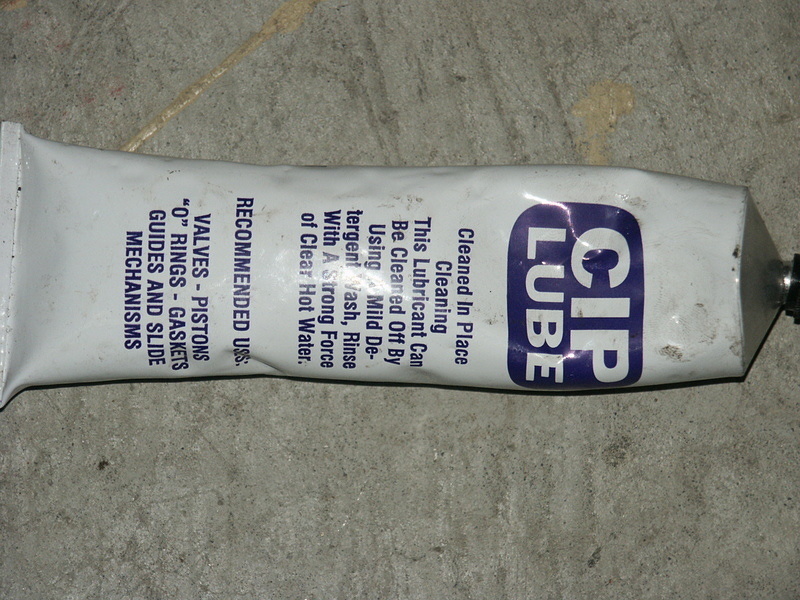 CIP
LUBE
Cleaned In Place
Cleaning
This Lubricant Can
Be Cleaned Off By
Using Mild De-
tergent Wash, Rinse
With A Strong Force
of Clear Hot Water.
RECOMMENDED USE:
VALVES - PISTONS
"O" RINGS - GASKETS
GUIDES AND SLIDE
MECHANISMS